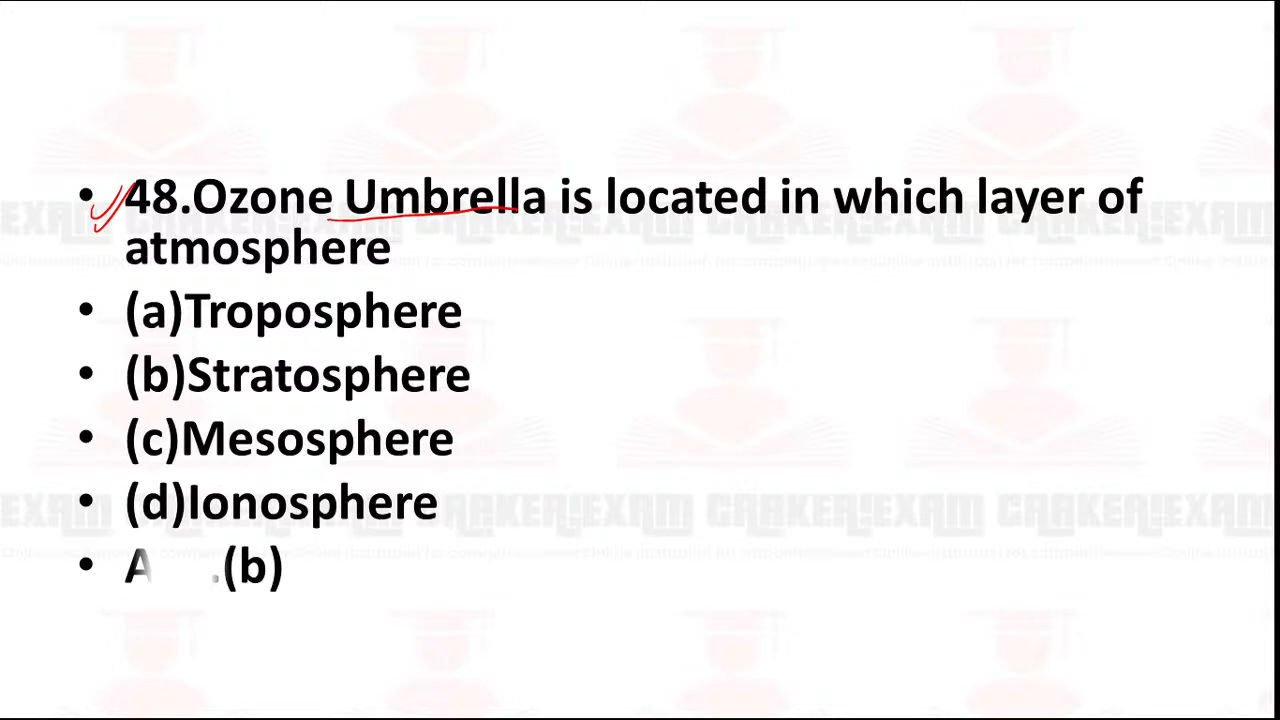 • 48.Ozone Umbrella is located in which layer of
atmosphere
• (a)Troposphere
• (b)Stratosphere
• (c)Mesosphere
• (d)Ionosphere
• A .(b)